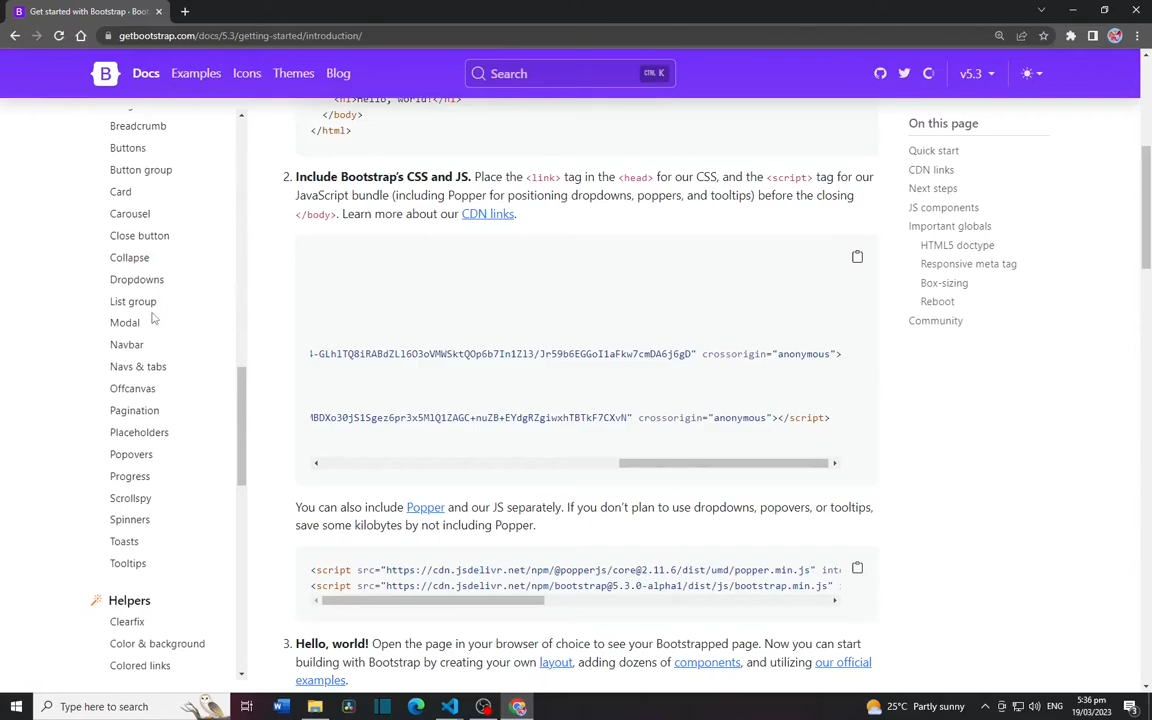 Get started with Bootstrap · Boo
getbootstrap.com/docs/5.3/getting-started/introduction/
B
Docs
Examples
Icons
Themes
Blog
Search
CTRL K
v5.3
Breadcrumb
Buttons
Button group
Card
Carousel
Close button
Collapse
Dropdowns
List group
Modal
Navbar
Navs & tabs
Offcanvas
Pagination
Placeholders
Popovers
Progress
Scrollspy
Spinners
Toasts
Tooltips
Helpers
Clearfix
Color & background
Colored links
<h1>Hello, world!</h1>
</body>
</html>
2. Include Bootstrap's CSS and JS. Place the <link> tag in the <head> for our CSS, and the <script> tag for our
JavaScript bundle (including Popper for positioning dropdowns, poppers, and tooltips) before the closing
</body>. Learn more about our CDN links.
-GLhlTQ8iRABdZLl6O3oVMWSktQOp6b7In1Zl3/Jr59b6EGGoI1aFkw7cmDA6j6gD" crossorigin="anonymous">
MBDXo30jS1Sgez6pr3x5MlQ1ZAGC+nuZB+EYdgRZgiwxhTBTkF7CXvN" crossorigin="anonymous"></script>
You can also include Popper and our JS separately. If you don't plan to use dropdowns, popovers, or tooltips,
save some kilobytes by not including Popper.
<script src="https://cdn.jsdelivr.net/npm/@popperjs/core@2.11.6/dist/umd/popper.min.js" inte
<script src="https://cdn.jsdelivr.net/npm/bootstrap@5.3.0-alpha1/dist/js/bootstrap.min.js"
3. Hello, world! Open the page in your browser of choice to see your Bootstrapped page. Now you can start
building with Bootstrap by creating your own layout, adding dozens of components, and utilizing our official
examples.
On this page
Quick start
CDN links
Next steps
JS components
Important globals
HTML5 doctype
Responsive meta tag
Box-sizing
Reboot
Community
Type here to search
25°C Partly sunny
ENG
5:36 pm
19/03/2023
3